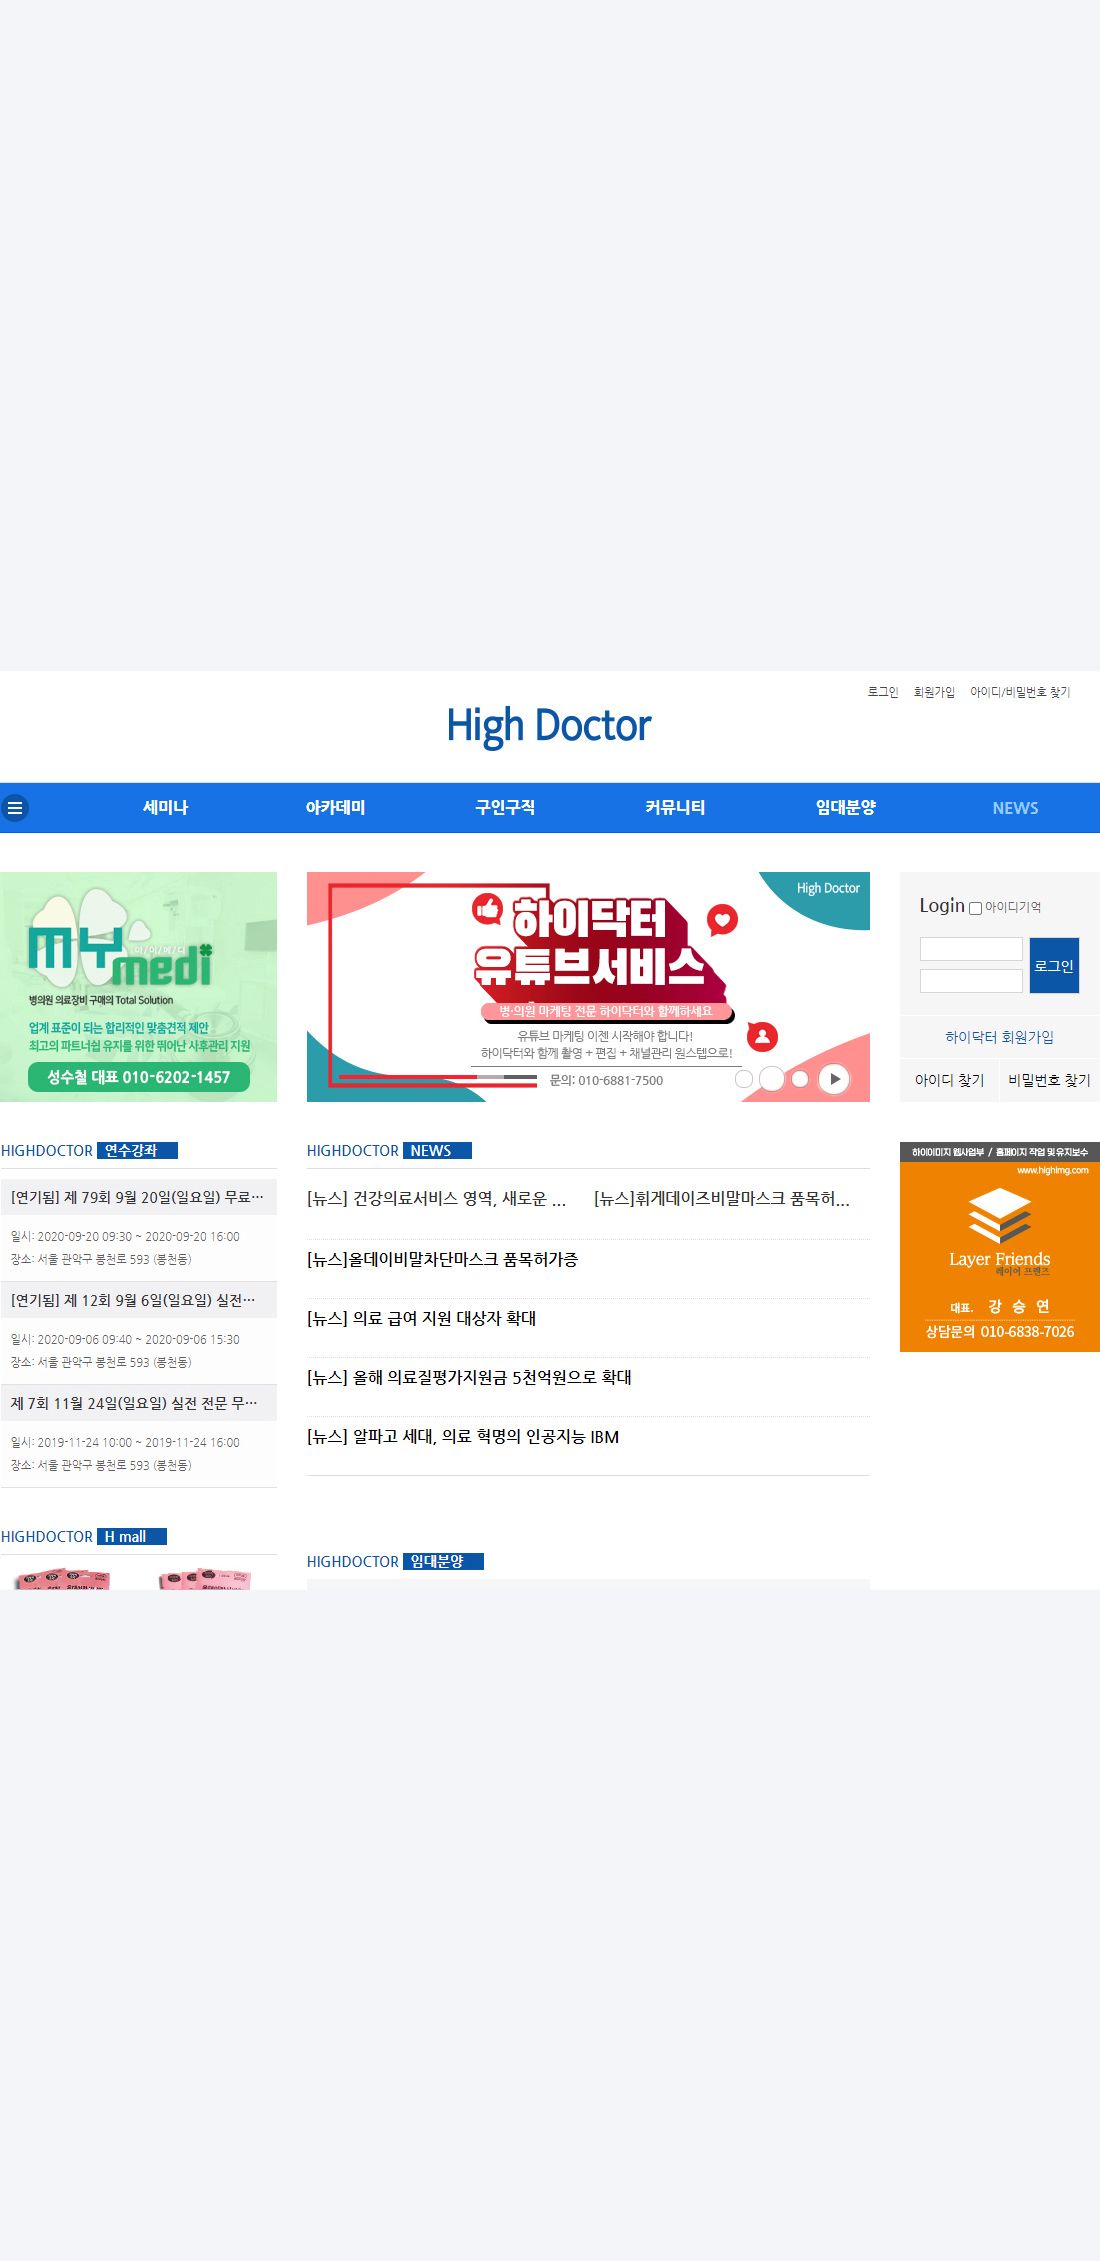 로그인 회원가입 아이디/비밀번호 찾기
High Doctor
세미나 아카데미 구인구직 커뮤니티 임대분양 NEWS
MY medi
마/이/메/디
병의원 의료장비 구매의 Total Solution
업계 표준이 되는 합리적인 맞춤견적 제안
최고의 파트너쉽 유지를 위한 뛰어난 사후관리 지원
성수철 대표 010-6202-1457
High Doctor
하이닥터
유튜브서비스
병·의원 마케팅 전문 하이닥터와 함께하세요
유튜브 마케팅 이젠 시작해야 합니다!
하이닥터와 함께 촬영 + 편집 + 채널관리 원스텝으로!
문의: 010-6881-7500
Login 아이디기억
로그인
하이닥터 회원가입
아이디 찾기 비밀번호 찾기
HIGHDOCTOR 연수강좌
[연기됨] 제 79회 9월 20일(일요일) 무료…
일시: 2020-09-20 09:30 ~ 2020-09-20 16:00
장소: 서울 관악구 봉천로 593 (봉천동)
[연기됨] 제 12회 9월 6일(일요일) 실전…
일시: 2020-09-06 09:40 ~ 2020-09-06 15:30
장소: 서울 관악구 봉천로 593 (봉천동)
제 7회 11월 24일(일요일) 실전 전문 무…
일시: 2019-11-24 10:00 ~ 2019-11-24 16:00
장소: 서울 관악구 봉천로 593 (봉천동)
HIGHDOCTOR H mall
HIGHDOCTOR NEWS
[뉴스] 건강의료서비스 영역, 새로운 ... [뉴스]휘게데이즈비말마스크 품목허...
[뉴스]올데이비말차단마스크 품목허가증
[뉴스] 의료 급여 지원 대상자 확대
[뉴스] 올해 의료질평가지원금 5천억원으로 확대
[뉴스] 알파고 세대, 의료 혁명의 인공지능 IBM
HIGHDOCTOR 임대분양
하이이미지 웹사업부 / 홈페이지 작업 및 유지보수
www.highimg.com
Layer Friends
레이어 프렌즈
대표. 강 승 연
상담문의 010-6838-7026